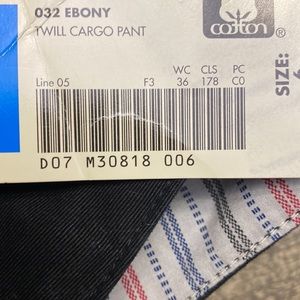 032 EBONY
TWILL CARGO PANT
cotton ®
Line 05 F3
WC CLS PC
36 178 C0
SIZE:
D07 M30818 006